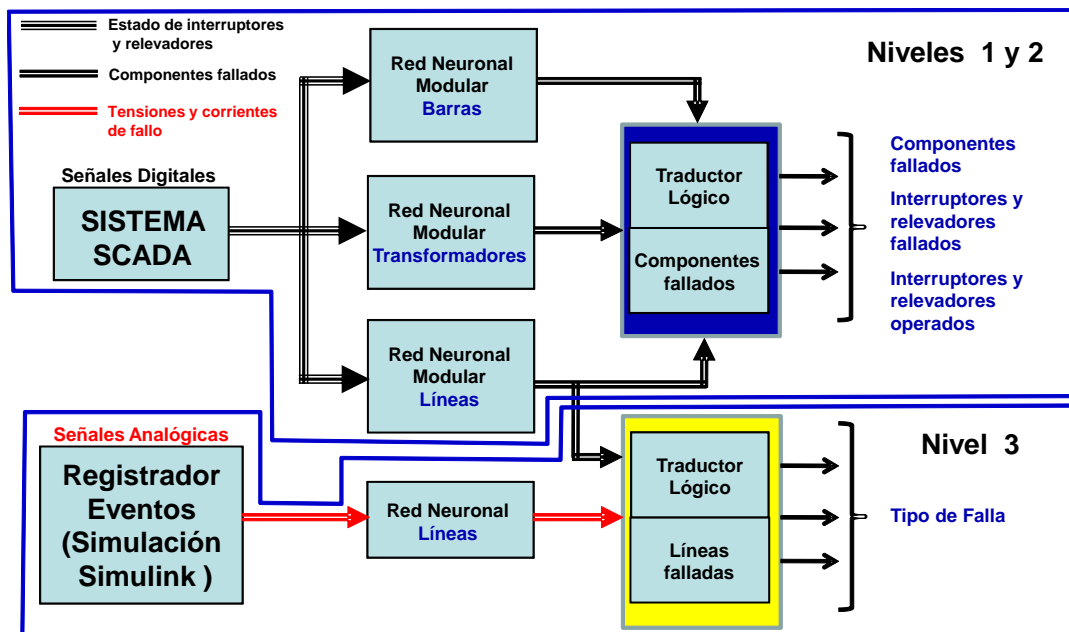 Estado de interruptores
y relevadores
Componentes fallados
Tensiones y corrientes
de fallo
Niveles 1 y 2
Red Neuronal
Modular
Barras
Señales Digitales
SISTEMA
SCADA
Red Neuronal
Modular
Transformadores
Traductor
Lógico
Componentes
fallados
Componentes
fallados
Interruptores y
relevadores
fallados
Interruptores y
relevadores
operados
Red Neuronal
Modular
Líneas
Señales Analógicas
Registrador
Eventos
(Simulación
Simulink )
Red Neuronal
Líneas
Traductor
Lógico
Líneas
falladas
Nivel 3
Tipo de Falla